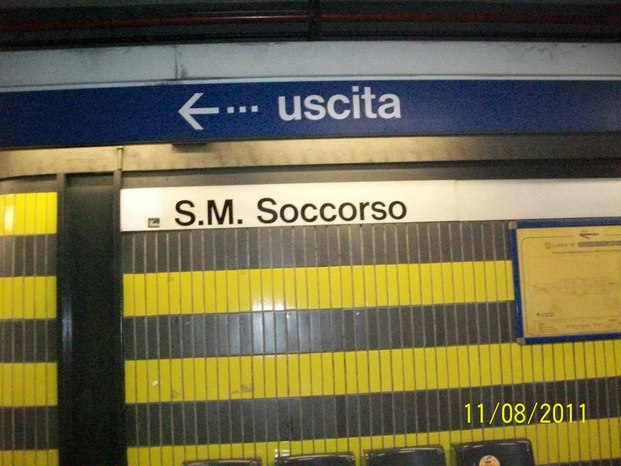 ← ... uscita
S.M. Soccorso
11/08/2011